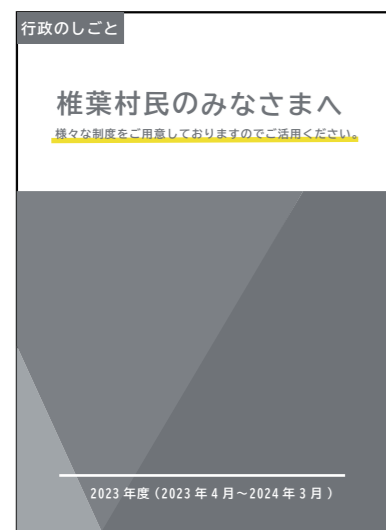 行政のしごと
椎葉村民のみなさまへ
様々な制度をご用意しておりますのでご活用ください。
2023年度(2023年4月~2024年3月)